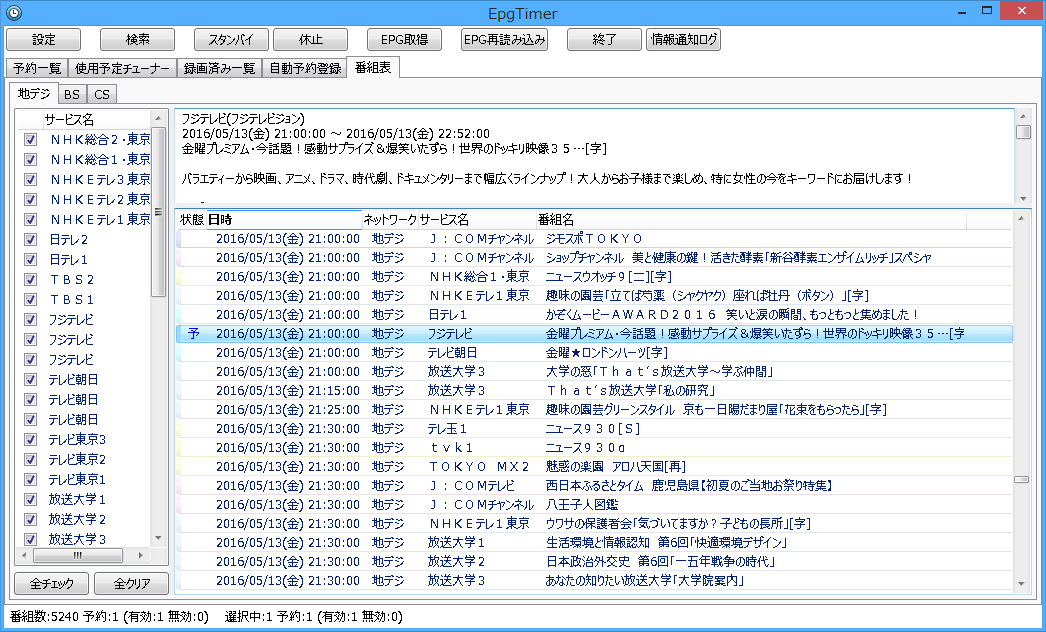 EpgTimer
設定 検索 スタンバイ 休止 EPG取得 EPG再読み込み 終了 情報通知ログ
予約一覧 使用予定チューナー 録画済み一覧 自動予約登録 番組表
地デジ BS CS
サービス名
ＮＨＫ総合２・東京
ＮＨＫ総合１・東京
ＮＨＫＥテレ３東京
ＮＨＫＥテレ２東京
ＮＨＫＥテレ１東京
日テレ２
日テレ１
ＴＢＳ２
ＴＢＳ１
フジテレビ
フジテレビ
フジテレビ
テレビ朝日
テレビ朝日
テレビ朝日
テレビ東京３
テレビ東京２
テレビ東京１
放送大学１
放送大学２
放送大学３
全チェック 全クリア
フジテレビ(フジテレビジョン)
2016/05/13(金) 21:00:00 ～ 2016/05/13(金) 22:52:00
金曜プレミアム・今話題！感動サプライズ＆爆笑いたずら！世界のドッキリ映像３５…[字]
バラエティーから映画、アニメ、ドラマ、時代劇、ドキュメンタリーまで幅広くラインナップ！大人からお子様まで楽しめ、特に女性の今をキーワードにお届けします！
状態 日時 ネットワーク サービス名 番組名
2016/05/13(金) 21:00:00 地デジ Ｊ：ＣＯＭチャンネル ジモスポＴＯＫＹＯ
2016/05/13(金) 21:00:00 地デジ Ｊ：ＣＯＭチャンネル ショップチャンネル　美と健康の鍵！活きた酵素「新谷酵素エンザイムリッチ」スペシャ
2016/05/13(金) 21:00:00 地デジ ＮＨＫ総合１・東京 ニュースウオッチ９[二][字]
2016/05/13(金) 21:00:00 地デジ ＮＨＫＥテレ１東京 趣味の園芸「立てば芍薬（シャクヤク）座れば牡丹（ボタン）」[字]
2016/05/13(金) 21:00:00 地デジ 日テレ１ かぞくムービーＡＷＡＲＤ２０１６　笑いと涙の瞬間、もっともっと集めました！
予 2016/05/13(金) 21:00:00 地デジ フジテレビ 金曜プレミアム・今話題！感動サプライズ＆爆笑いたずら！世界のドッキリ映像３５…[字
2016/05/13(金) 21:00:00 地デジ テレビ朝日 金曜★ロンドンハーツ[字]
2016/05/13(金) 21:00:00 地デジ 放送大学３ 大学の窓「Ｔｈａｔ’ｓ放送大学～学ぶ仲間」
2016/05/13(金) 21:15:00 地デジ 放送大学３ Ｔｈａｔ’ｓ放送大学「私の研究」
2016/05/13(金) 21:25:00 地デジ ＮＨＫＥテレ１東京 趣味の園芸グリーンスタイル　京も一日陽だまり屋「花束をもらったら」[字]
2016/05/13(金) 21:30:00 地デジ テレ玉１ ニュース９３０[Ｓ]
2016/05/13(金) 21:30:00 地デジ ｔｖｋ１ ニュース９３０α
2016/05/13(金) 21:30:00 地デジ ＴＯＫＹＯ　ＭＸ２ 魅惑の楽園　アロハ天国[再]
2016/05/13(金) 21:30:00 地デジ Ｊ：ＣＯＭテレビ 西日本ふるさとタイム　鹿児島県【初夏のご当地お祭り特集】
2016/05/13(金) 21:30:00 地デジ Ｊ：ＣＯＭチャンネル 八王子人図鑑
2016/05/13(金) 21:30:00 地デジ ＮＨＫＥテレ１東京 ウワサの保護者会「気づいてますか？子どもの長所」[字]
2016/05/13(金) 21:30:00 地デジ 放送大学１ 生活環境と情報認知　第6回「快適環境デザイン」
2016/05/13(金) 21:30:00 地デジ 放送大学２ 日本政治外交史　第6回「一五年戦争の時代」
2016/05/13(金) 21:30:00 地デジ 放送大学３ あなたの知りたい放送大学「大学院案内」
番組数:5240 予約:1 (有効:1 無効:0)　選択中:1 予約:1 (有効:1 無効:0)